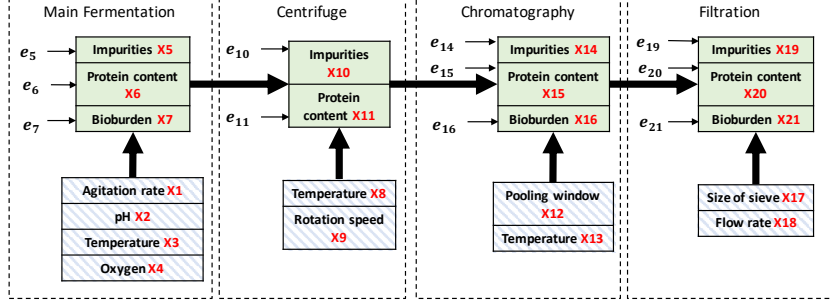 Main Fermentation
Centrifuge
Chromatography
Filtration
e5
Impurities X5
e6
Protein content
X6
e7
Bioburden X7
Agitation rate X1
pH X2
Temperature X3
Oxygen X4
e10
Impurities
X10
e11
Protein
content X11
Temperature X8
Rotation speed
X9
e14
Impurities X14
e15
Protein content
X15
e16
Bioburden X16
Pooling window
X12
Temperature X13
e19
Impurities X19
e20
Protein content
X20
e21
Bioburden X21
Size of sieve X17
Flow rate X18